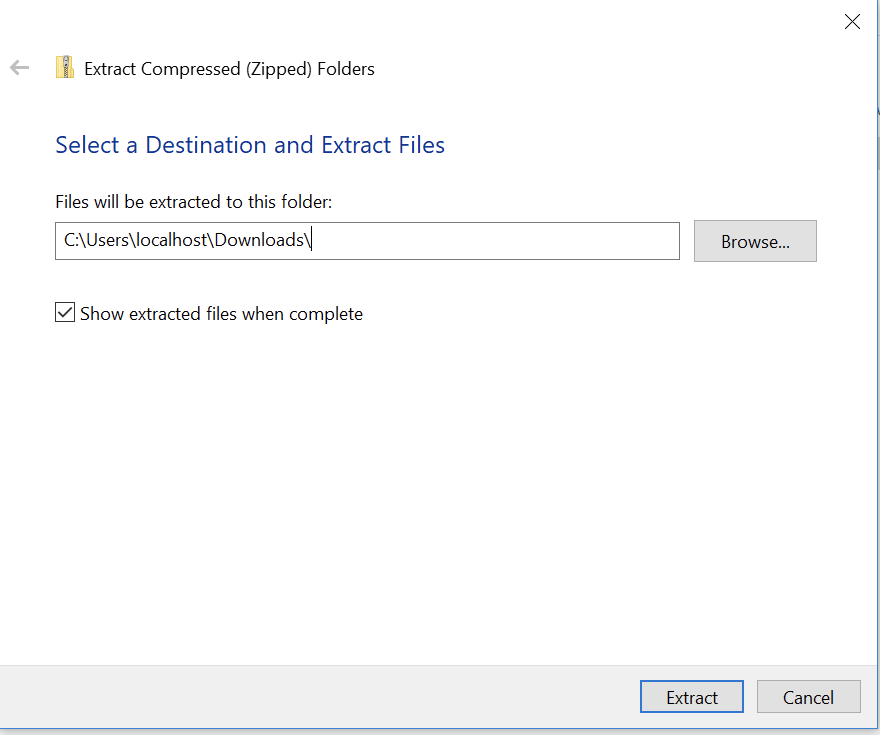 Extract Compressed (Zipped) Folders
Select a Destination and Extract Files
Files will be extracted to this folder:
C:\Users\localhost\Downloads\
Browse...
Show extracted files when complete
Extract
Cancel